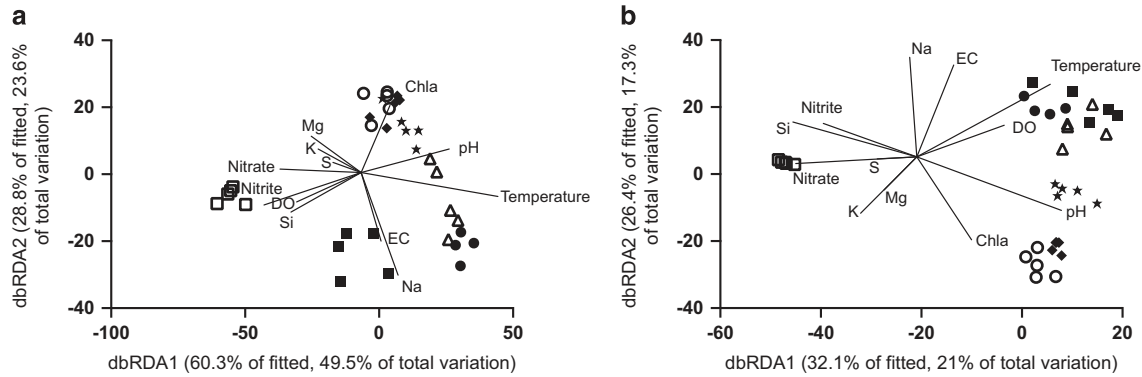 a
dbRDA2 (28.8% of fitted, 23.6%
of total variation)
40
20
0
-20
-40
-100
-50
0
50
dbRDA1 (60.3% of fitted, 49.5% of total variation)
Chla
Mg
K
S
pH
Nitrate
Nitrite
DO
Si
Temperature
EC
Na
b
dbRDA2 (26.4% of fitted, 17.3%
of total variation)
40
20
0
-20
-40
-60
-40
-20
0
20
dbRDA1 (32.1% of fitted, 21% of total variation)
Na
EC
Temperature
Nitrite
Si
DO
S
Nitrate
Mg
K
pH
Chla